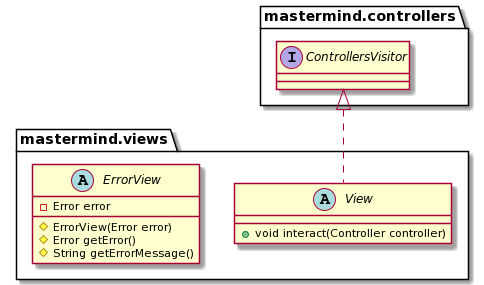 mastermind.controllers
I ControllersVisitor
mastermind.views
A ErrorView
Error error
ErrorView(Error error)
Error getError()
String getErrorMessage()
A View
void interact(Controller controller)